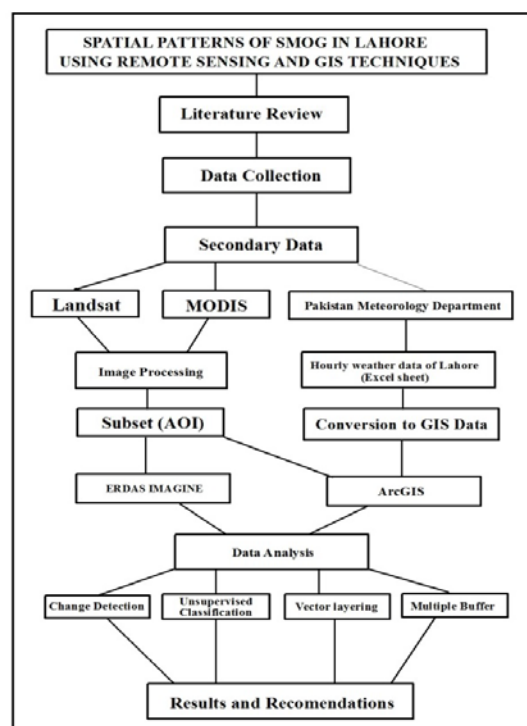 SPATIAL PATTERNS OF SMOG IN LAHORE
USING REMOTE SENSING AND GIS TECHNIQUES
Literature Review
Data Collection
Secondary Data
Landsat
MODIS
Pakistan Meteorology Department
Image Processing
Hourly weather data of Lahore
(Excel sheet)
Subset (AOI)
Conversion to GIS Data
ERDAS IMAGINE
ArcGIS
Data Analysis
Change Detection
Unsupervised
Classification
Vector layering
Multiple Buffer
Results and Recomendations